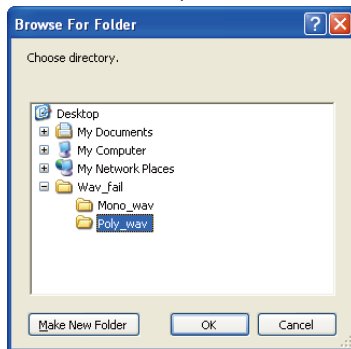 Browse For Folder
Choose directory.
Desktop
My Documents
My Computer
My Network Places
Wav_fail
Mono_wav
Poly_wav
Make New Folder OK Cancel